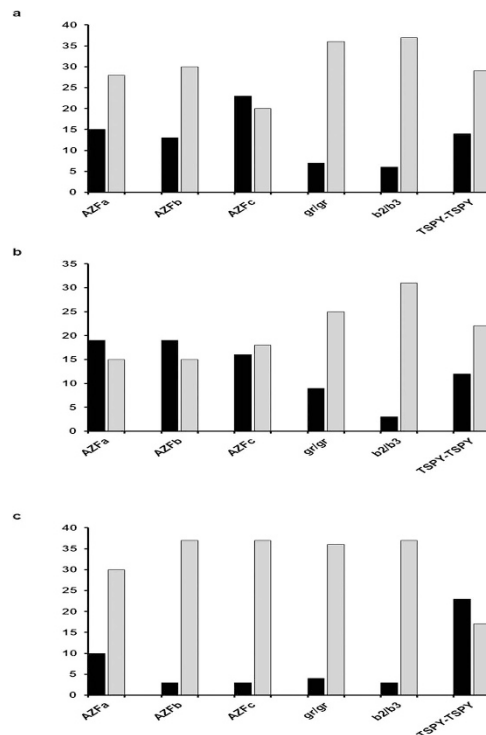 a
40
35
30
25
20
15
10
5
0
AZFa
AZFb
AZFc
gr/gr
b2/b3
TSPY-TSPY
b
35
30
25
20
15
10
5
0
AZFa
AZFb
AZFc
gr/gr
b2/b3
TSPY-TSPY
c
40
35
30
25
20
15
10
5
0
AZFa
AZFb
AZFc
gr/gr
b2/b3
TSPY-TSPY